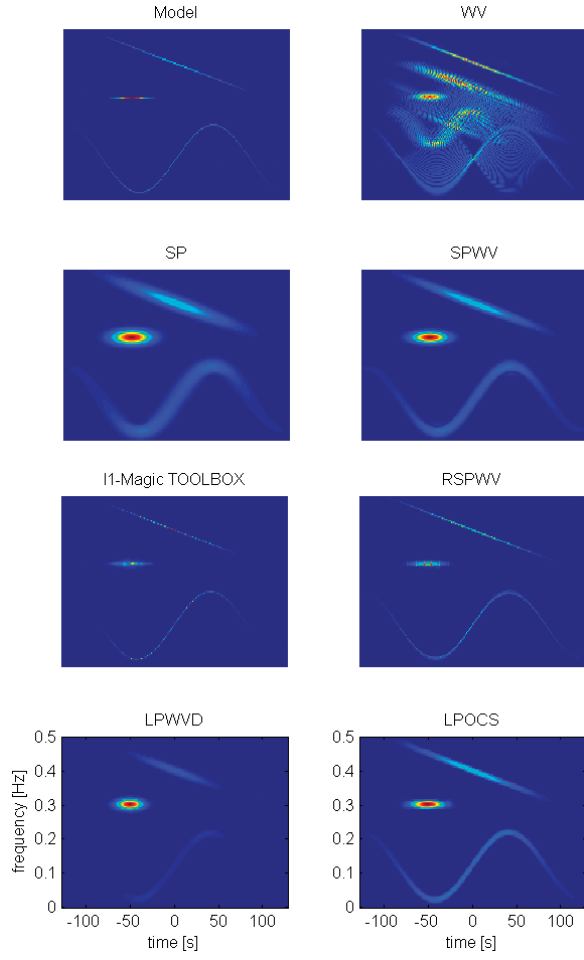 Model
WV
SP
SPWV
l1-Magic TOOLBOX
RSPWV
LPWVD
LPOCS
0.5
0.4
0.3
0.2
0.1
0
frequency [Hz]
-100 -50 0 50 100
time [s]
0.5
0.4
0.3
0.2
0.1
0
-100 -50 0 50 100
time [s]